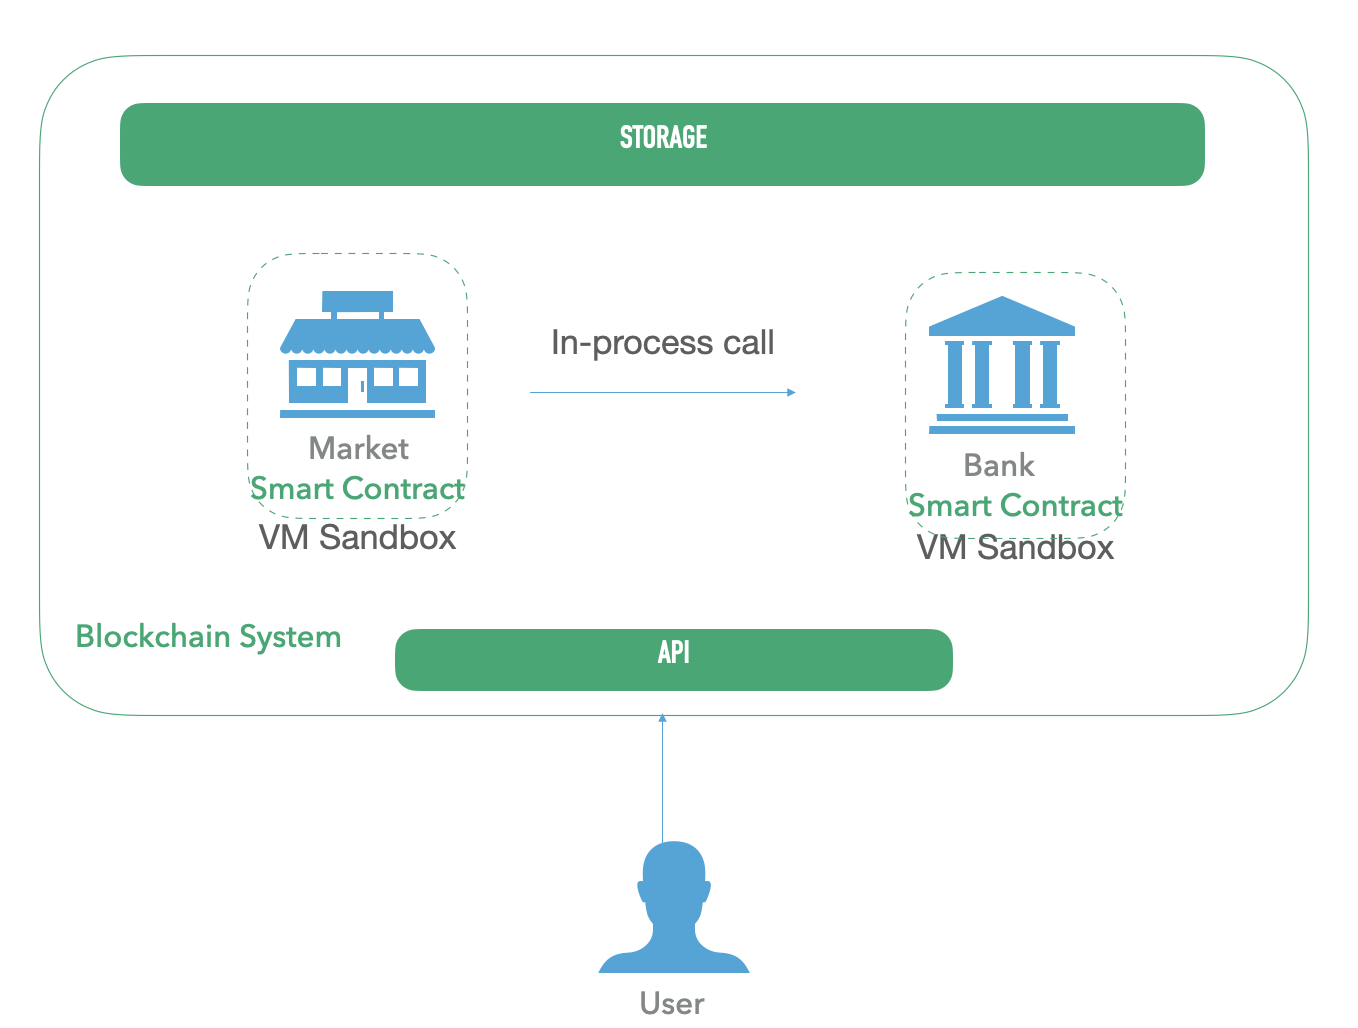 STORAGE
In-process call
Market
Smart Contract
VM Sandbox
Bank
Smart Contract
VM Sandbox
Blockchain System
API
User